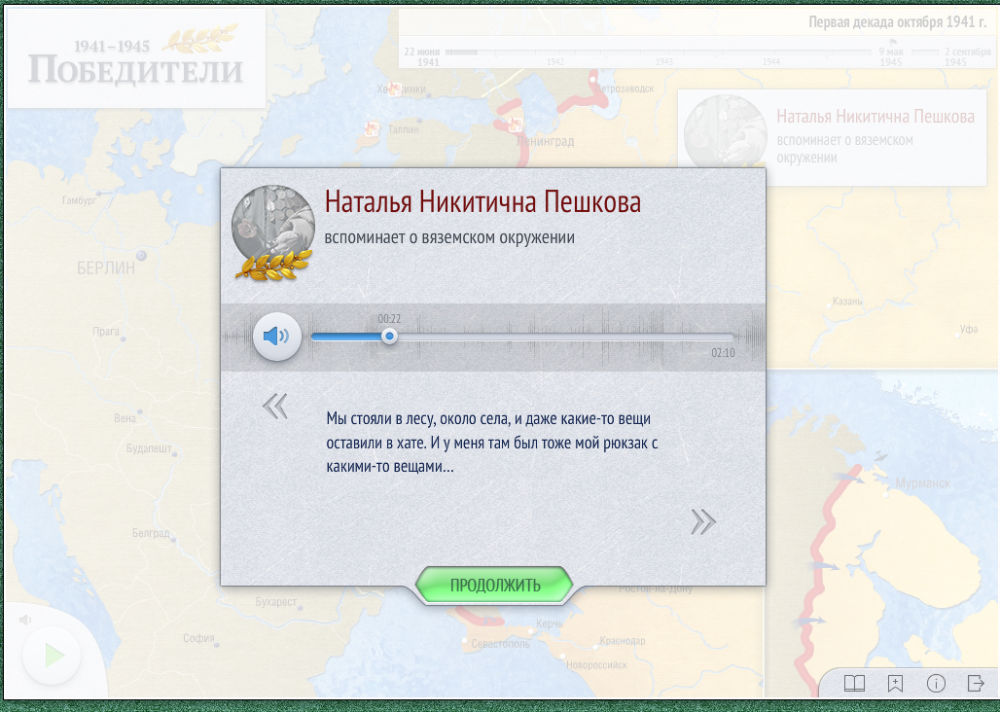 1941–1945
ПОБЕДИТЕЛИ
Первая декада октября 1941 г.
22 июня
1941
1942
1943
1944
9 мая
1945
2 сентября
1945
Наталья Никитична Пешкова
вспоминает о вяземском
окружении
Петрозаводск
Таллин
Ленинград
Гамбург
БЕРЛИН
Прага
Вена
Будапешт
Белград
Бухарест
София
Казань
Уфа
Мурманск
Наталья Никитична Пешкова
вспоминает о вяземском окружении
00:22
02:10
«
Мы стояли в лесу, около села, и даже какие-то вещи
оставили в хате. И у меня там был тоже мой рюкзак с
какими-то вещами...
»
ПРОДОЛЖИТЬ
Ростов-на-Дону
Керчь
Севастополь
Краснодар
Новороссийск